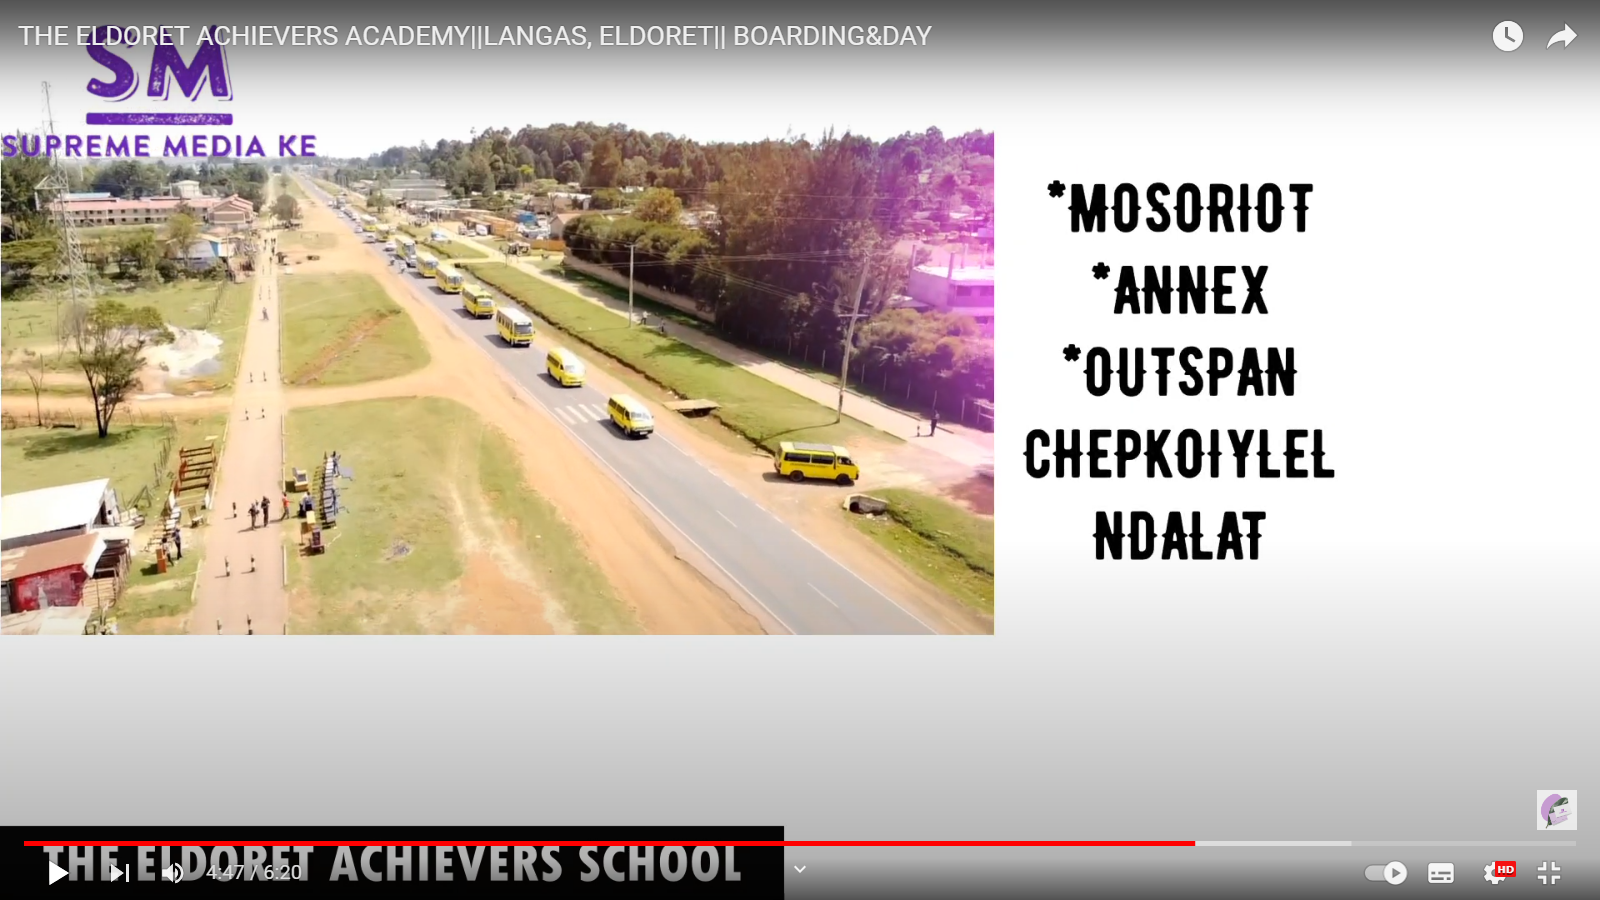 THE ELDORET ACHIEVERS ACADEMY||LANGAS, ELDORET|| BOARDING&DAY
SM
SUPREME MEDIA KE
*MOSORIOT
*ANNEX
*OUTSPAN
CHEPKOIYLEL
NDALAT
THE ELDORET ACHIEVERS SCHOOL
4:47 / 6:20
HD